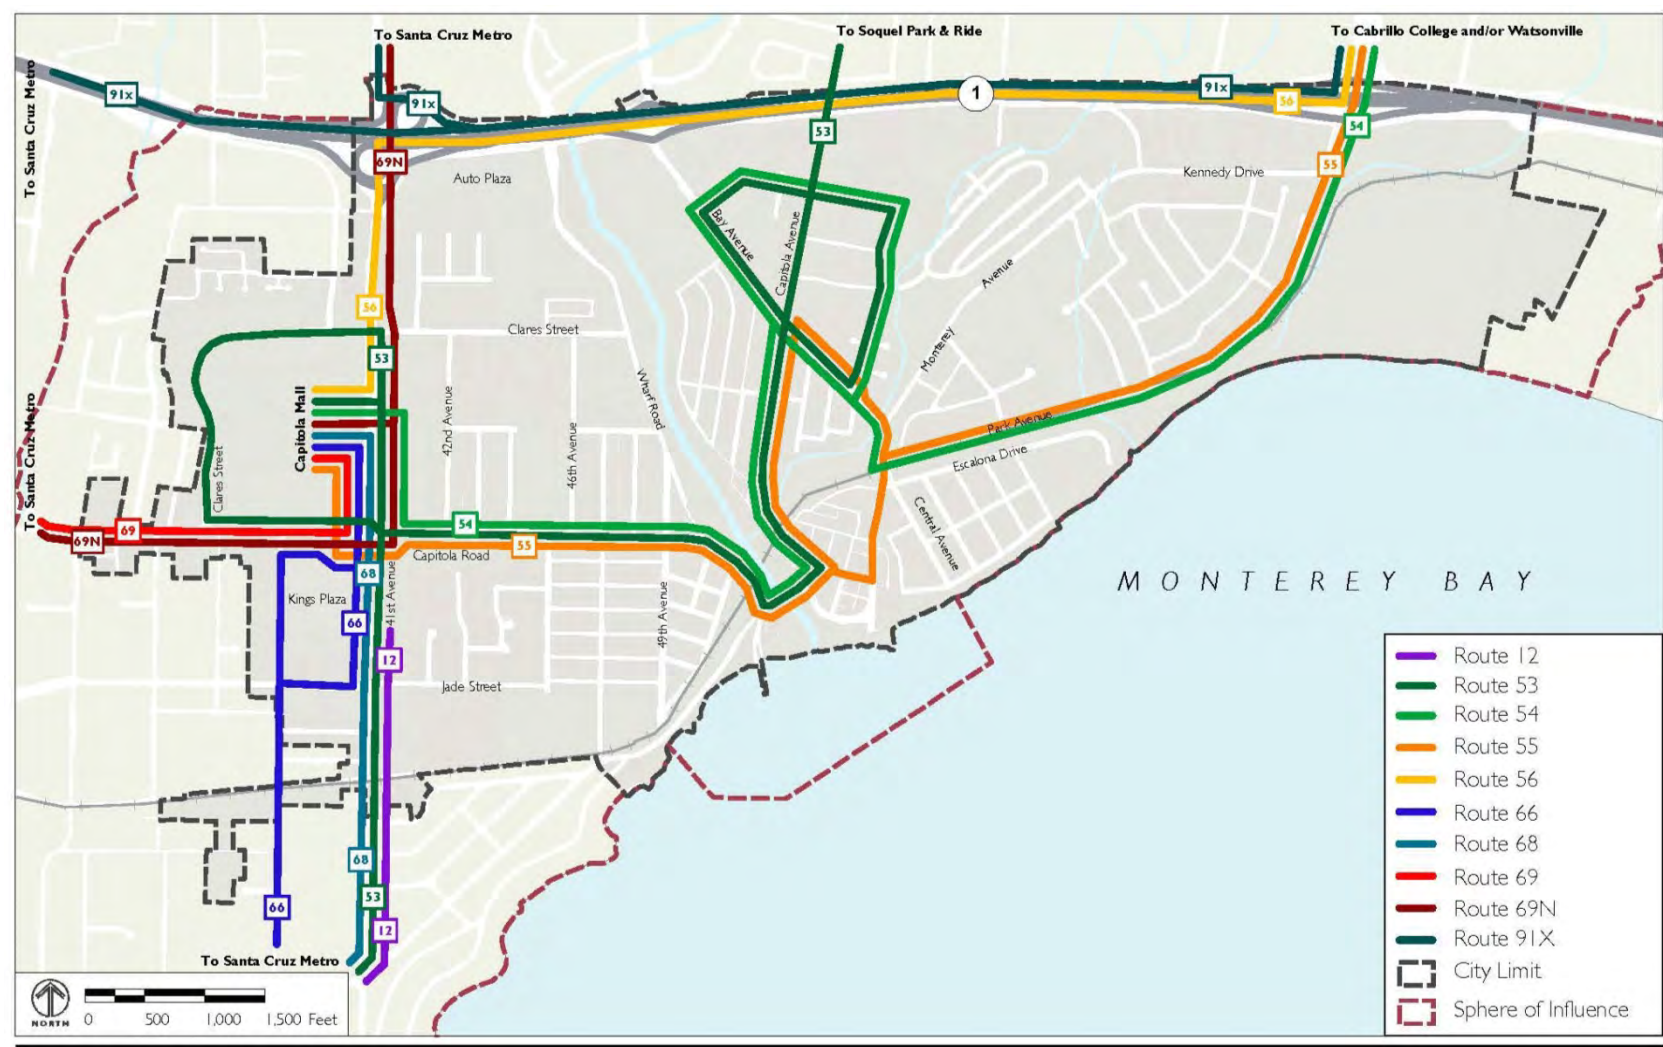 To Santa Cruz Metro
To Soquel Park & Ride
To Cabrillo College and/or Watsonville
To Santa Cruz Metro
91x
91x
1
91x
56
53
54
69N
55
Auto Plaza
Kennedy Drive
Bay Avenue
Capitola Avenue
Avenue
Monterey
56
Clares Street
53
Wharf Road
Capitola Mall
42nd Avenue
46th Avenue
Park Avenue
Escalona Drive
To Santa Cruz Metro
Clares Street
Central Avenue
69
69N
54
55
Capitola Road
68
Kings Plaza
41st Avenue
66
49th Avenue
MONTEREY BAY
12
Jade Street
68
53
66
12
To Santa Cruz Metro
NORTH
0 500 1,000 1,500 Feet
Route 12
Route 53
Route 54
Route 55
Route 56
Route 66
Route 68
Route 69
Route 69N
Route 91X
City Limit
Sphere of Influence